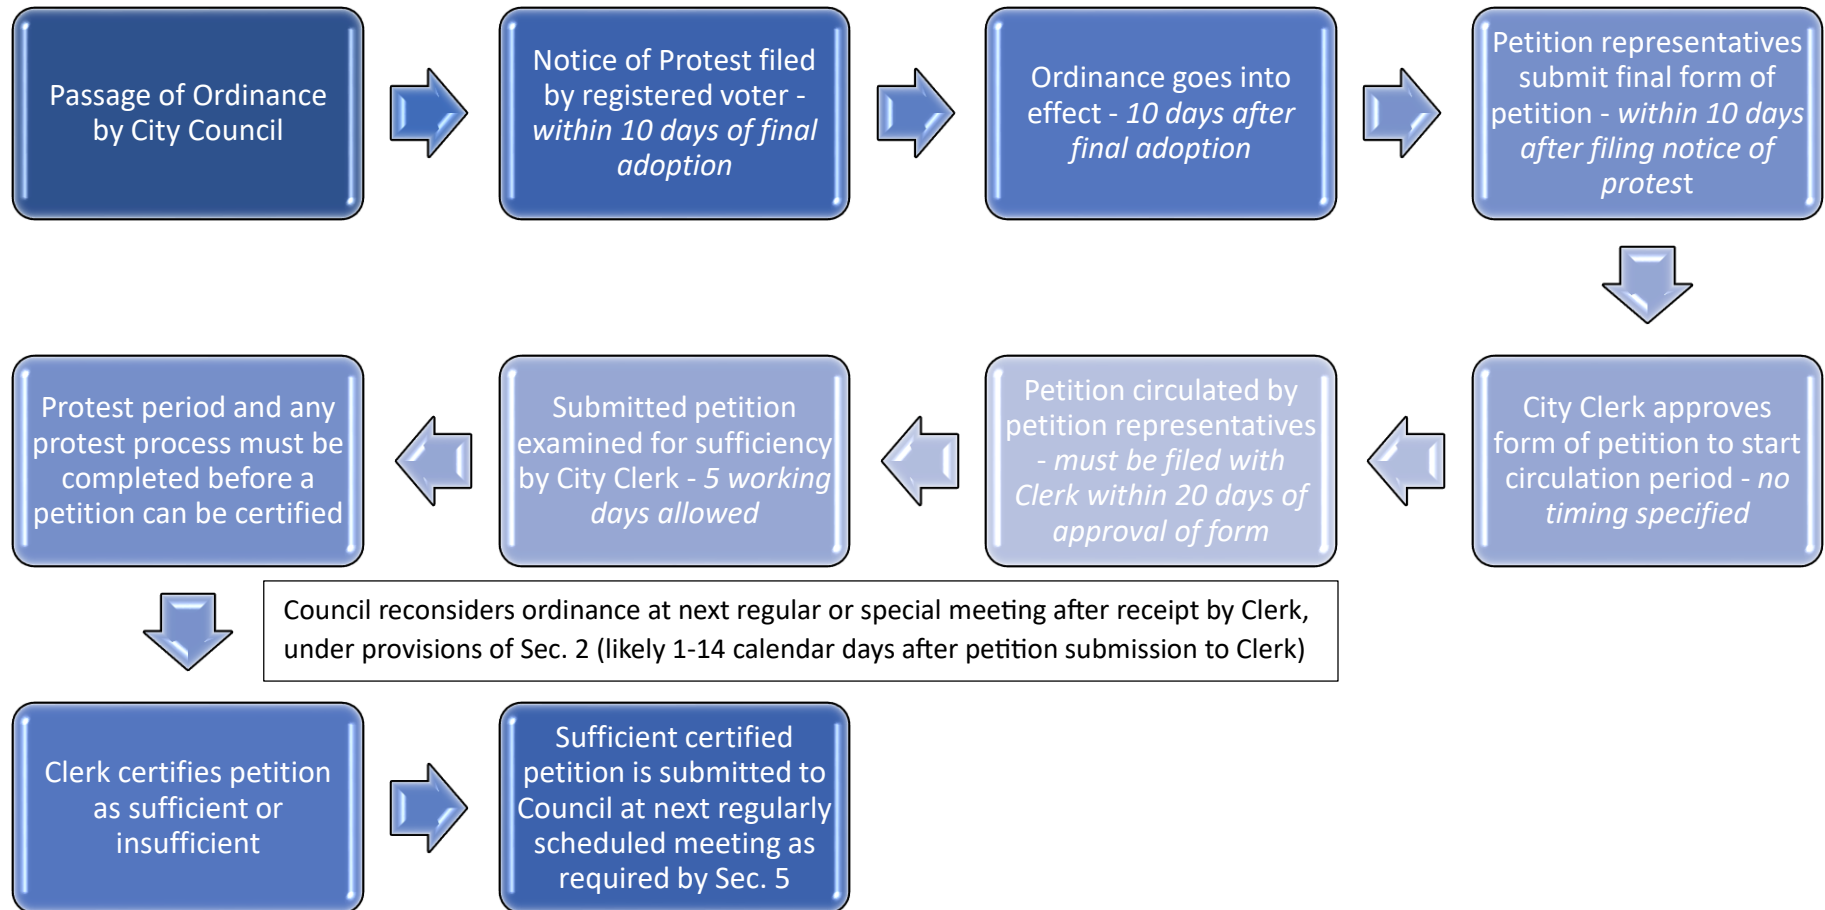 Passage of Ordinance
by City Council
Notice of Protest filed
by registered voter -
within 10 days of final
adoption
Ordinance goes into
effect - 10 days after
final adoption
Petition representatives
submit final form of
petition - within 10 days
after filing notice of
protest
City Clerk approves
form of petition to start
circulation period - no
timing specified
Petition circulated by
petition representatives
- must be filed with
Clerk within 20 days of
approval of form
Submitted petition
examined for sufficiency
by City Clerk - 5 working
days allowed
Protest period and any
protest process must be
completed before a
petition can be certified
Council reconsiders ordinance at next regular or special meeting after receipt by Clerk,
under provisions of Sec. 2 (likely 1-14 calendar days after petition submission to Clerk)
Clerk certifies petition
as sufficient or
insufficient
Sufficient certified
petition is submitted to
Council at next regularly
scheduled meeting as
required by Sec. 5